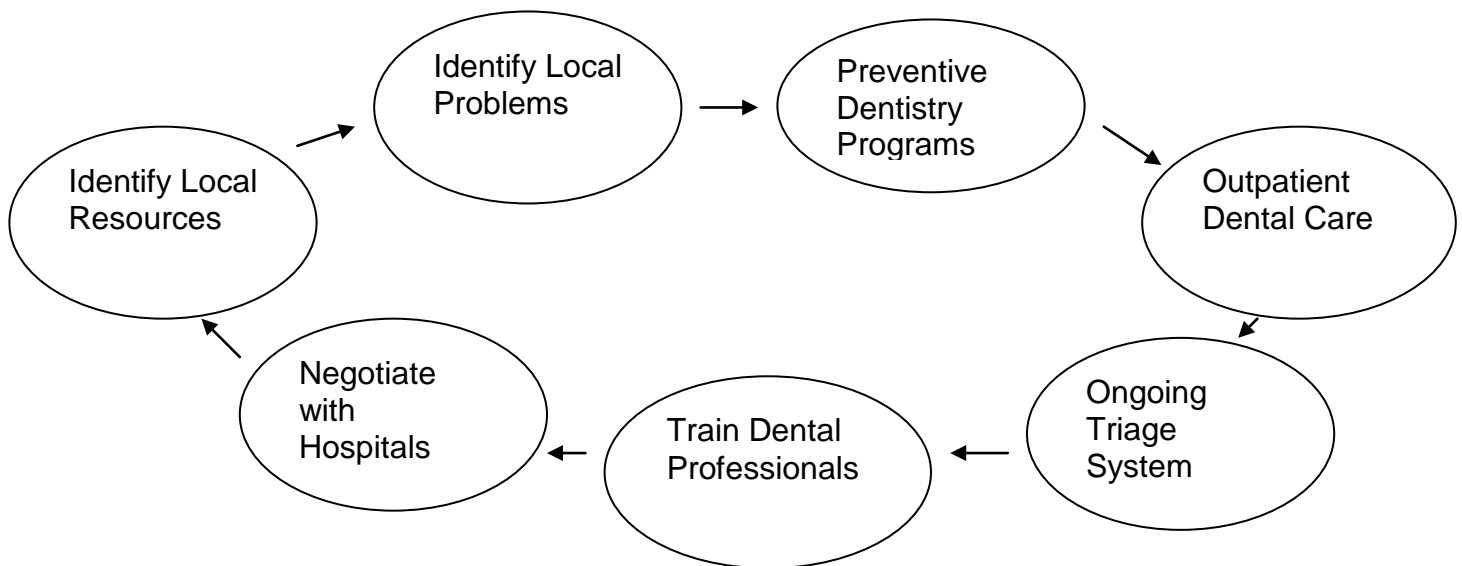 Identify Local
Problems
Preventive
Dentistry
Programs
Outpatient
Dental Care
Ongoing
Triage
System
Train Dental
Professionals
Negotiate
with
Hospitals
Identify Local
Resources